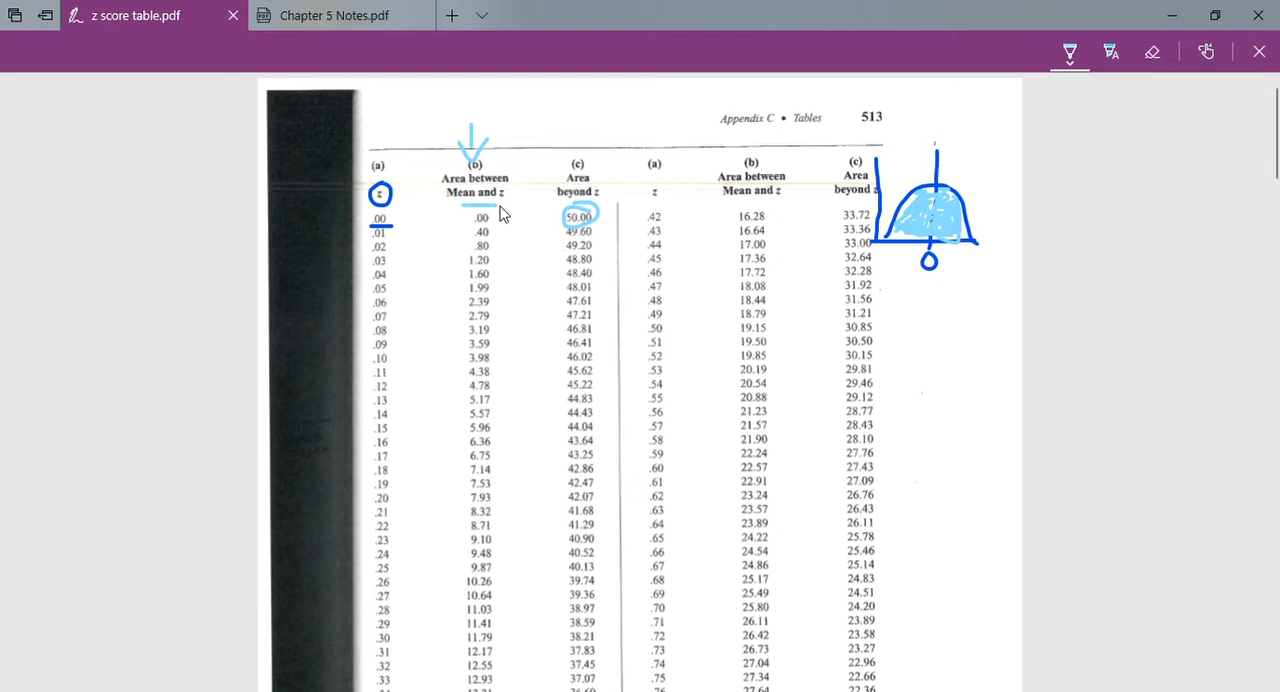 z score table.pdf
Chapter 5 Notes.pdf
Appendix C • Tables 513
(a) (b) (c) (a) (b) (c)
Area between Area Area between Area
z Mean and z beyond z z Mean and z beyond z
.00 .00 50.00 .42 16.28 33.72
.01 .40 49.60 .43 16.64 33.36
.02 .80 49.20 .44 17.00 33.00
.03 1.20 48.80 .45 17.36 32.64
.04 1.60 48.40 .46 17.72 32.28
.05 1.99 48.01 .47 18.08 31.92
.06 2.39 47.61 .48 18.44 31.56
.07 2.79 47.21 .49 18.79 31.21
.08 3.19 46.81 .50 19.15 30.85
.09 3.59 46.41 .51 19.50 30.50
.10 3.98 46.02 .52 19.85 30.15
.11 4.38 45.62 .53 20.19 29.81
.12 4.78 45.22 .54 20.54 29.46
.13 5.17 44.83 .55 20.88 29.12
.14 5.57 44.43 .56 21.23 28.77
.15 5.96 44.04 .57 21.57 28.43
.16 6.36 43.64 .58 21.90 28.10
.17 6.75 43.25 .59 22.24 27.76
.18 7.14 42.86 .60 22.57 27.43
.19 7.53 42.47 .61 22.91 27.09
.20 7.93 42.07 .62 23.24 26.76
.21 8.32 41.68 .63 23.57 26.43
.22 8.71 41.29 .64 23.89 26.11
.23 9.10 40.90 .65 24.22 25.78
.24 9.48 40.52 .66 24.54 25.46
.25 9.87 40.13 .67 24.86 25.14
.26 10.26 39.74 .68 25.17 24.83
.27 10.64 39.36 .69 25.49 24.51
.28 11.03 38.97 .70 25.80 24.20
.29 11.41 38.59 .71 26.11 23.89
.30 11.79 38.21 .72 26.42 23.58
.31 12.17 37.83 .73 26.73 23.27
.32 12.55 37.45 .74 27.04 22.96
.33 12.93 37.07 .75 27.34 22.66
.76 27.64 22.36
0